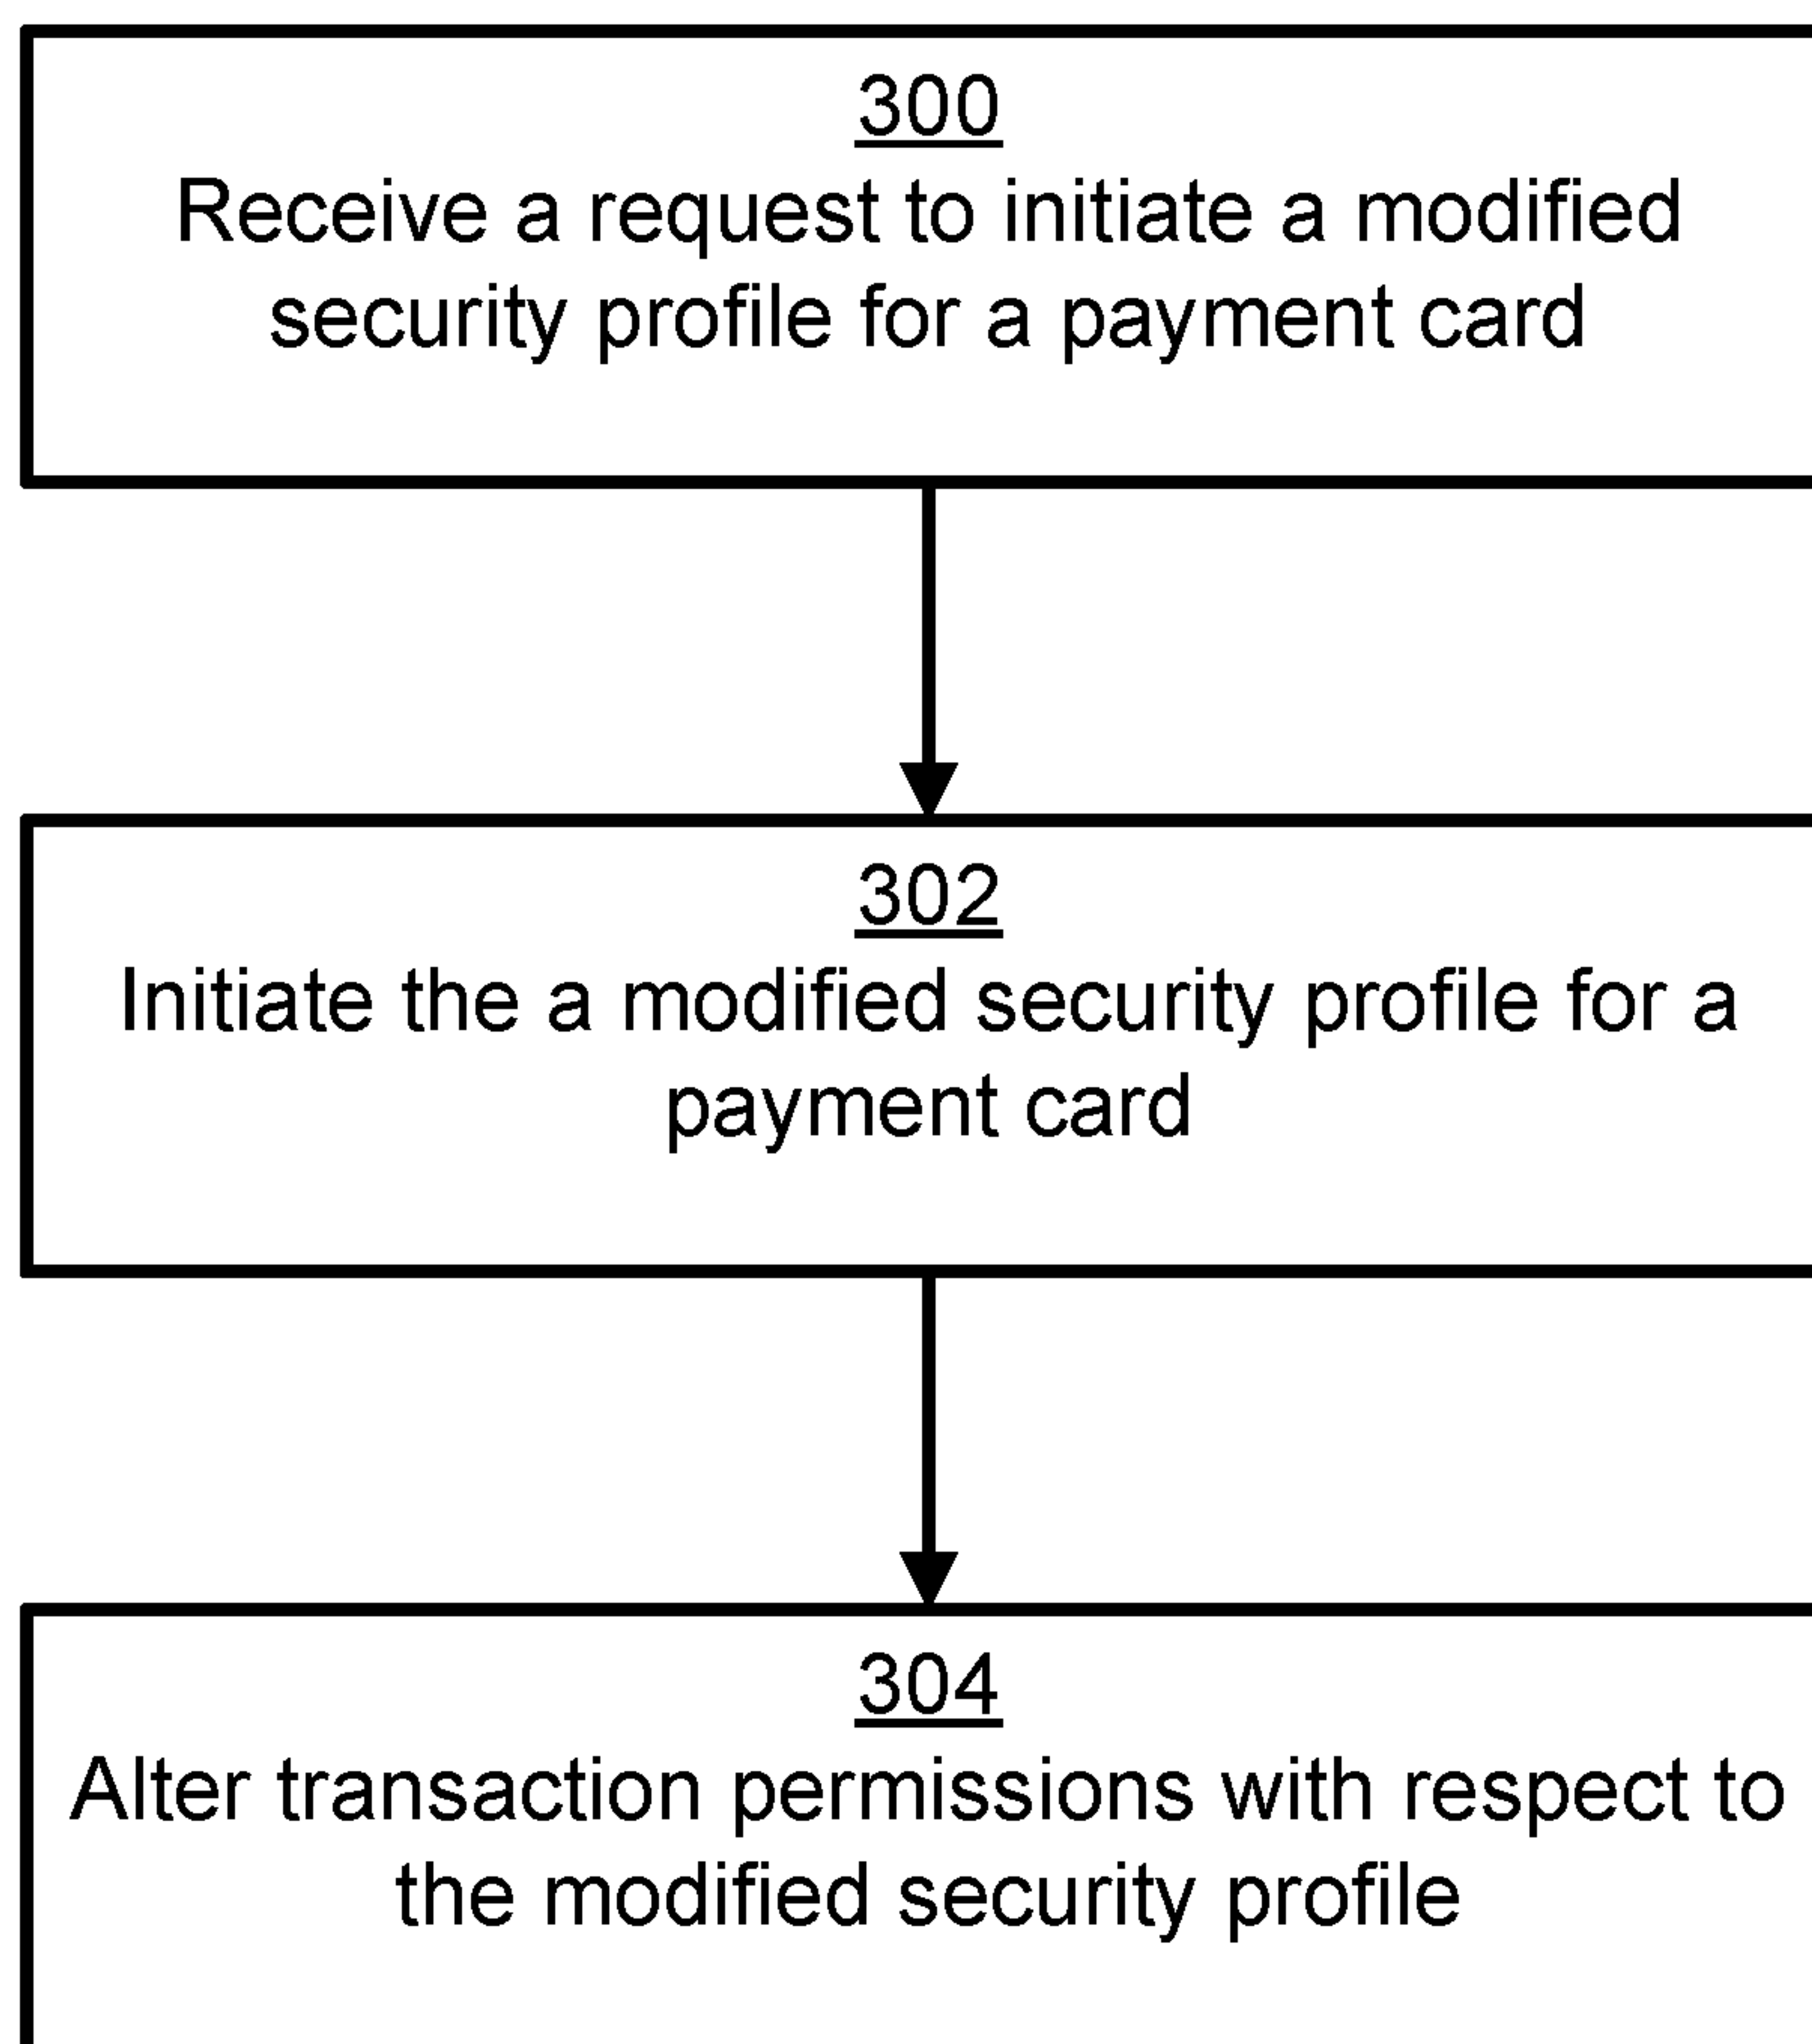 300
Receive a request to initiate a modified
security profile for a payment card
302
Initiate the a modified security profile for a
payment card
304
Alter transaction permissions with respect to
the modified security profile